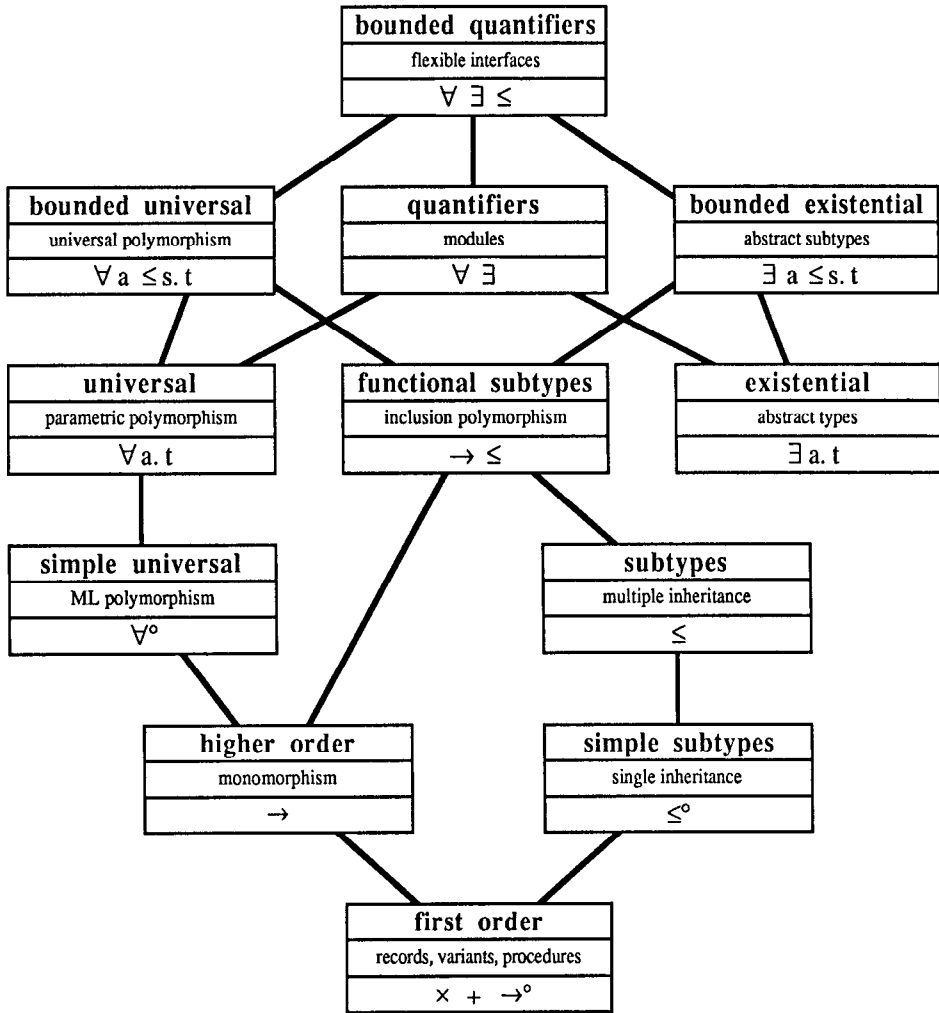 bounded quantifiers
flexible interfaces
∀ ∃ ≤
bounded universal
universal polymorphism
∀ a ≤ s. t
quantifiers
modules
∀ ∃
bounded existential
abstract subtypes
∃ a ≤ s. t
universal
parametric polymorphism
∀ a. t
functional subtypes
inclusion polymorphism
→ ≤
existential
abstract types
∃ a. t
simple universal
ML polymorphism
∀°
subtypes
multiple inheritance
≤
higher order
monomorphism
→
simple subtypes
single inheritance
≤°
first order
records, variants, procedures
× + →°